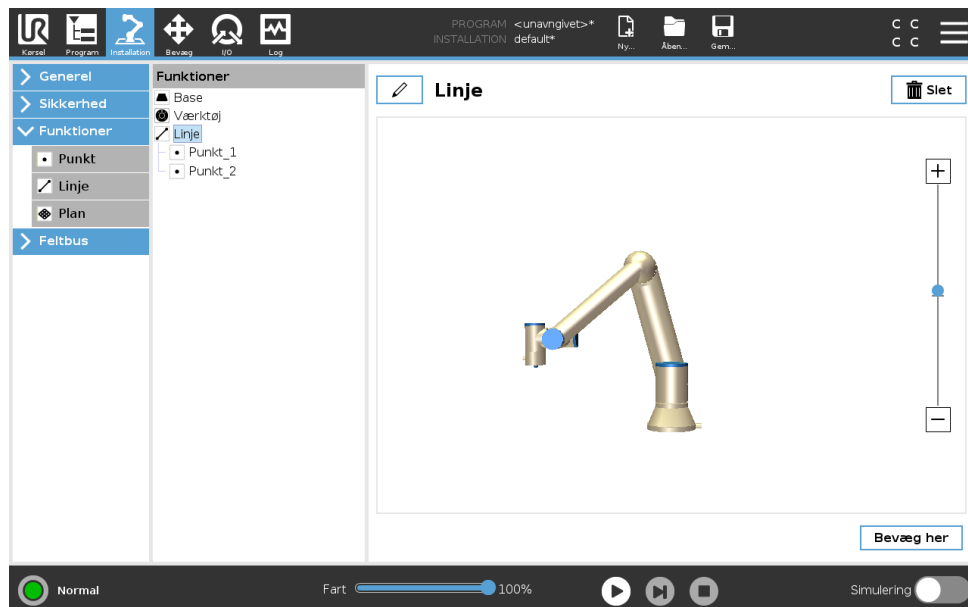 PROGRAM <unavngivet>*
INSTALLATION default*
UR
Kørsel Program Installation Bevæg I/O Log
Ny... Åben... Gem...
C C
C C
Generel
Sikkerhed
Funktioner
Punkt
Linje
Plan
Feltbus
Funktioner
Base
Værktøj
Linje
Punkt_1
Punkt_2
Linje
Slet
Bevæg her
Normal
Fart 100%
Simulering